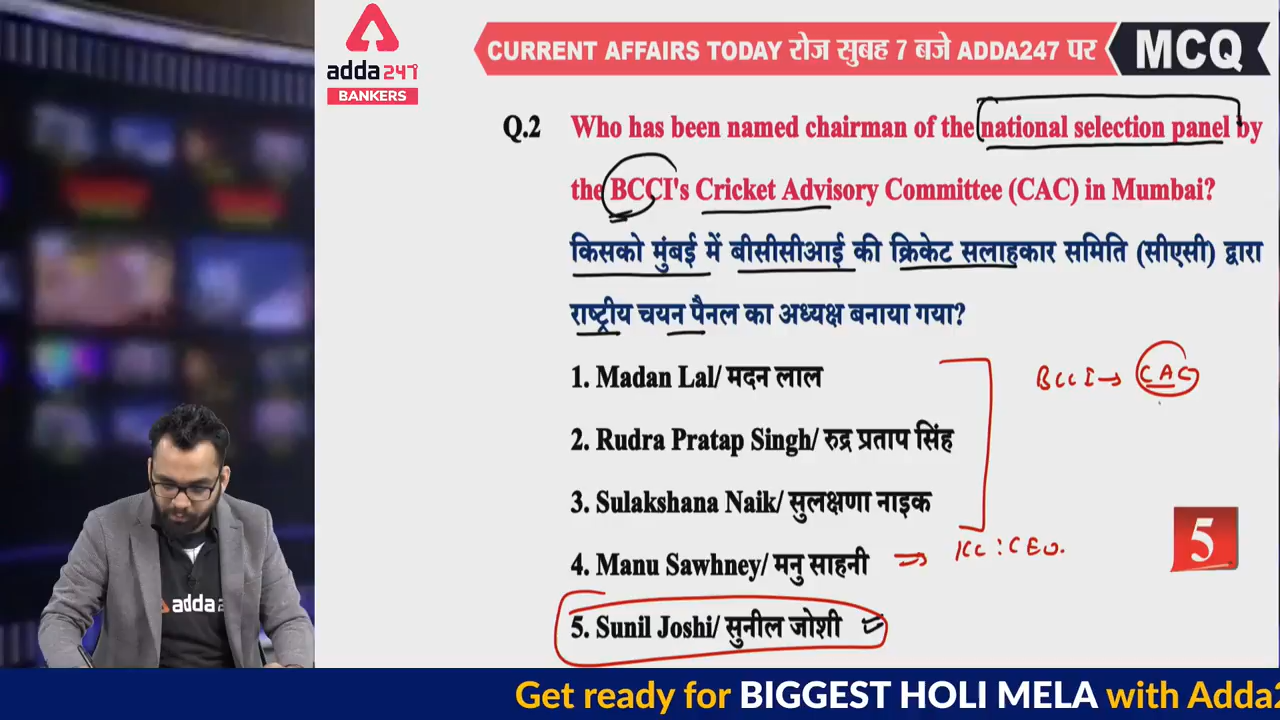 adda247
BANKERS
CURRENT AFFAIRS TODAY रोज सुबह 7 बजे ADDA247 पर
MCQ
Q.2 Who has been named chairman of the national selection panel by
the BCCI's Cricket Advisory Committee (CAC) in Mumbai?
किसको मुंबई में बीसीसीआई की क्रिकेट सलाहकार समिति (सीएसी) द्वारा
राष्ट्रीय चयन पैनल का अध्यक्ष बनाया गया?
1. Madan Lal/ मदन लाल
BCCI→ CAC
2. Rudra Pratap Singh/ रुद्र प्रताप सिंह
3. Sulakshana Naik/ सुलक्षणा नाइक
4. Manu Sawhney/ मनु साहनी
CEO.
5
5. Sunil Joshi/ सुनील जोशी
adda
Get ready for BIGGEST HOLI MELA with Adda2